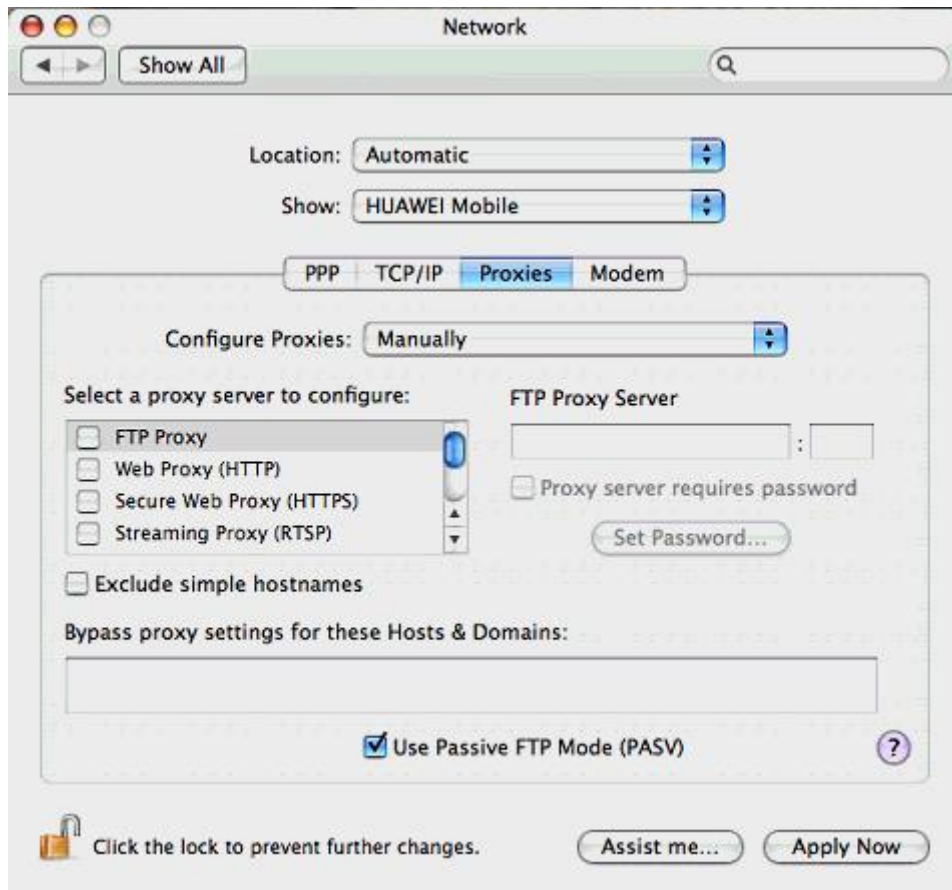 Network
Show All
Location: Automatic
Show: HUAWEI Mobile
PPP TCP/IP Proxies Modem
Configure Proxies: Manually
Select a proxy server to configure:
FTP Proxy
Web Proxy (HTTP)
Secure Web Proxy (HTTPS)
Streaming Proxy (RTSP)
FTP Proxy Server
:
Proxy server requires password
Set Password...
Exclude simple hostnames
Bypass proxy settings for these Hosts & Domains:
Use Passive FTP Mode (PASV)
?
Click the lock to prevent further changes.
Assist me...
Apply Now